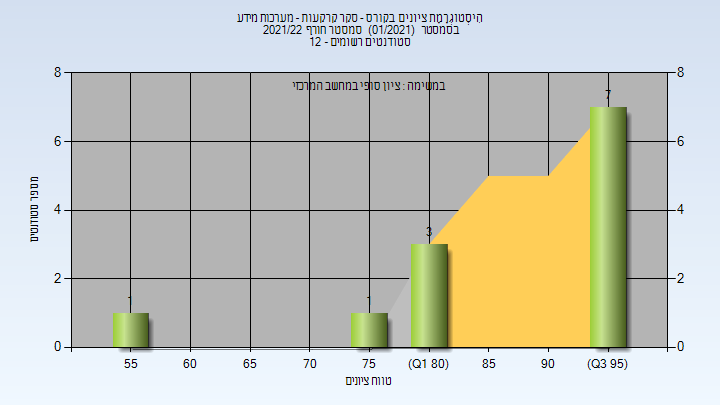 היסטוגרמת ציונים בקורס - סקר קרקעות - מערכות מידע
בסמסטר (01/2021) סמסטר חורף 2021/22
סטודנטים רשומים - 12
במשימה : ציון סופי במחשב המרכזי
8 8
7
6 6
מספר סטודנטים
4 4
3
2 2
1 1
0 0
55 60 65 70 75 (Q1 80) 85 90 (Q3 95)
טווח ציונים